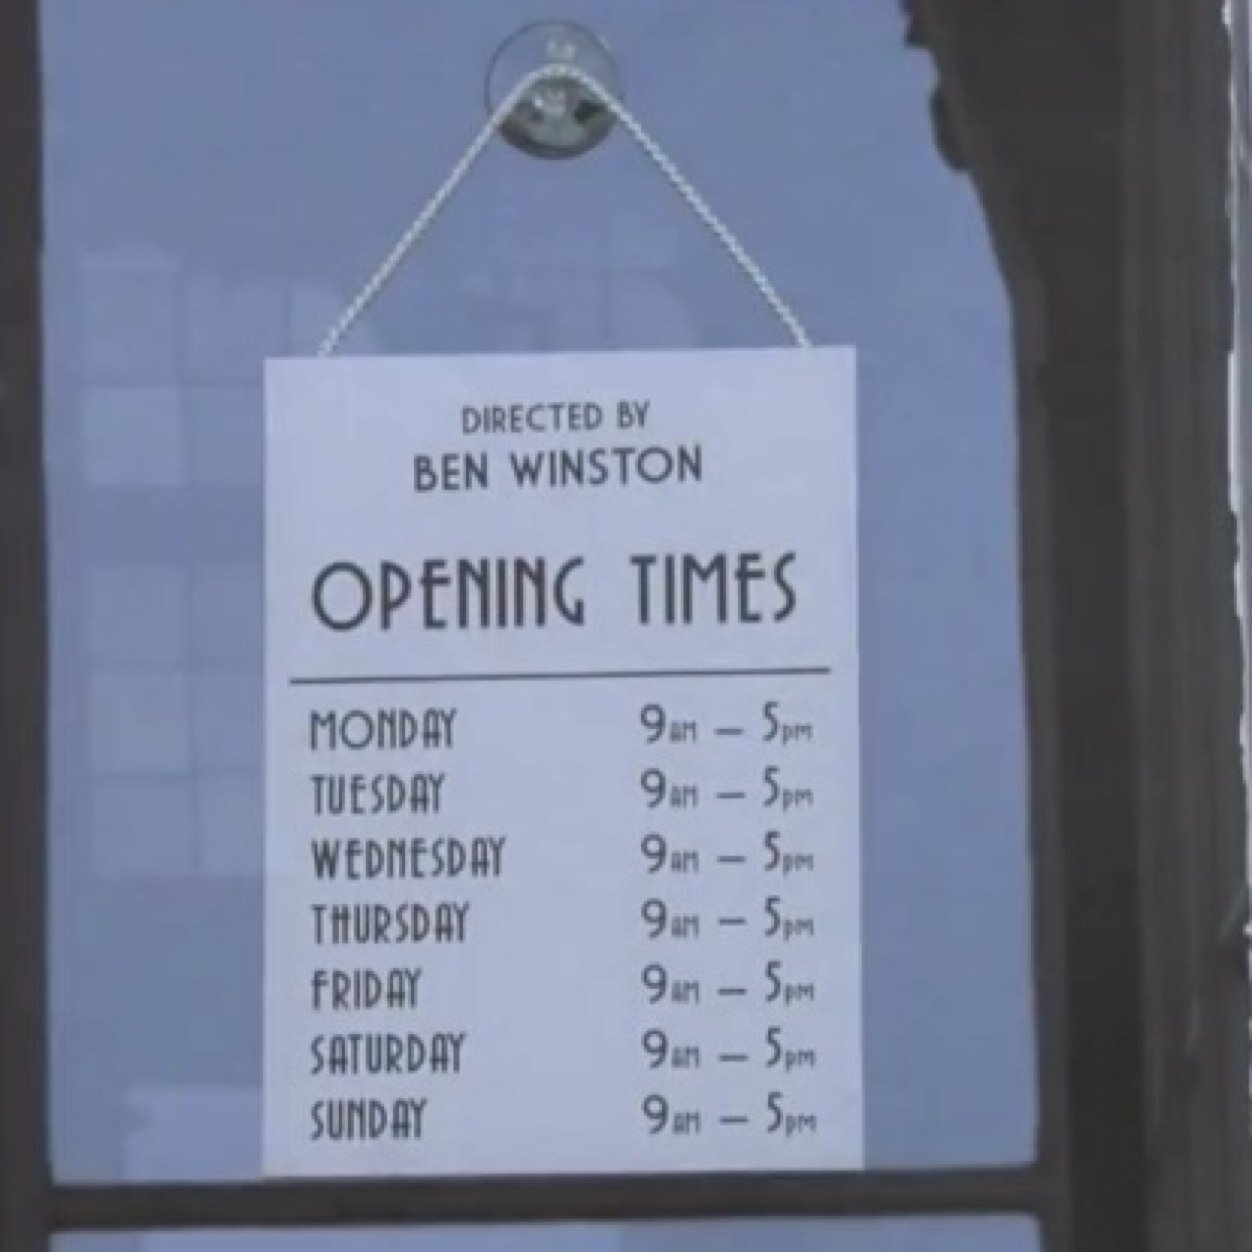 DIRECTED BY
BEN WINSTON
OPENING TIMES
MONDAY 9AM – 5PM
TUESDAY 9AM – 5PM
WEDNESDAY 9AM – 5PM
THURSDAY 9AM – 5PM
FRIDAY 9AM – 5PM
SATURDAY 9AM – 5PM
SUNDAY 9AM – 5PM